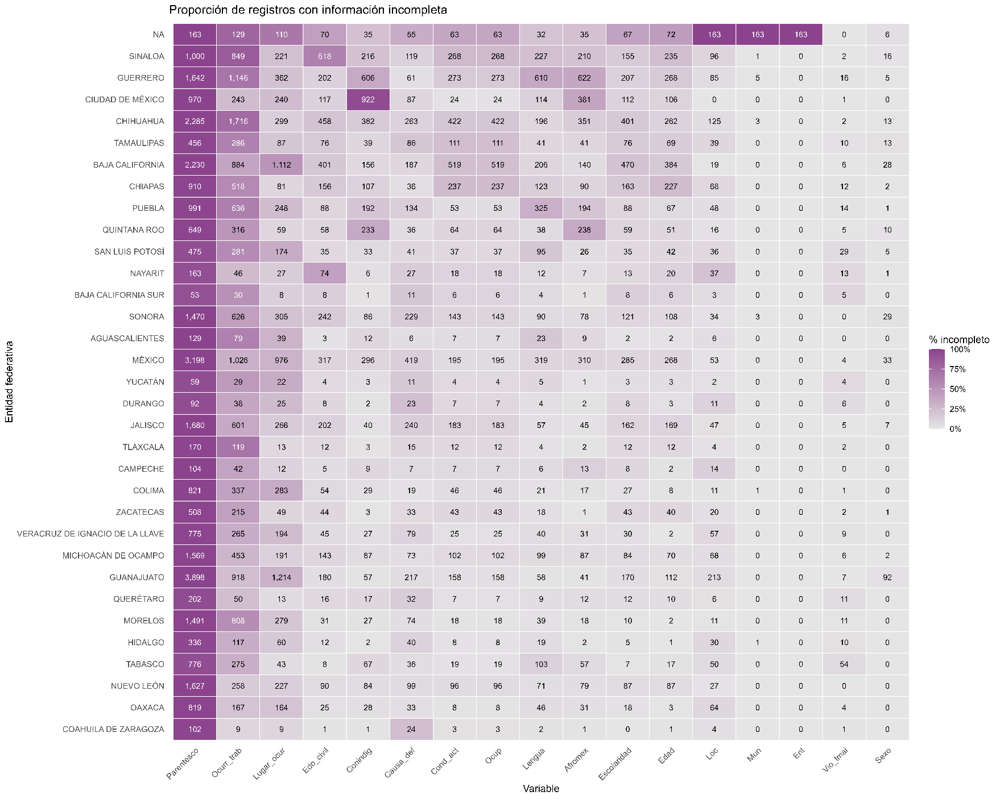 Proporción de registros con información incompleta
NA 163 129 110 70 35 55 63 63 32 35 67 72 163 163 163 0 6
SINALOA 1,000 849 221 618 216 119 268 268 227 210 155 235 96 1 0 2 16
GUERRERO 1,642 1,146 362 202 606 61 273 273 610 622 207 268 85 5 0 16 5
CIUDAD DE MÉXICO 970 243 240 117 922 87 24 24 114 381 112 106 0 0 0 1 0
CHIHUAHUA 2,285 1,716 299 458 382 263 422 422 196 351 401 262 125 3 0 2 13
TAMAULIPAS 456 286 87 76 39 86 111 111 41 41 76 69 39 0 0 10 13
BAJA CALIFORNIA 2,230 884 1,112 401 156 187 519 519 206 140 470 384 19 0 0 6 28
CHIAPAS 910 518 81 156 107 36 237 237 123 90 163 227 68 0 0 12 2
PUEBLA 991 636 248 88 192 134 53 53 325 194 88 67 48 0 0 14 1
QUINTANA ROO 649 316 59 58 233 36 64 64 38 238 59 51 16 0 0 5 10
SAN LUIS POTOSÍ 475 281 174 35 33 41 37 37 95 26 35 42 36 0 0 29 5
NAYARIT 163 46 27 74 6 27 18 18 12 7 13 20 37 0 0 13 1
BAJA CALIFORNIA SUR 53 30 8 8 1 11 6 6 4 1 8 6 3 0 0 5 0
SONORA 1,470 626 305 242 86 229 143 143 90 78 121 108 34 3 0 0 29
AGUASCALIENTES 129 79 39 3 12 6 7 7 23 9 2 2 6 0 0 0 0
MÉXICO 3,198 1,026 976 317 296 419 195 195 319 310 285 268 53 0 0 4 33
YUCATÁN 59 29 22 4 3 11 4 4 5 1 3 3 2 0 0 4 0
DURANGO 92 38 25 8 2 23 7 7 4 2 8 3 11 0 0 6 0
JALISCO 1,680 601 266 202 40 240 183 183 57 45 162 169 47 0 0 5 7
TLAXCALA 170 119 13 12 3 15 12 12 4 2 12 12 4 0 0 2 0
CAMPECHE 104 42 12 5 9 7 7 7 6 13 8 2 14 0 0 0 0
COLIMA 821 337 283 54 29 19 46 46 21 17 27 8 11 1 0 1 0
ZACATECAS 508 215 49 44 3 33 43 43 18 1 43 40 20 0 0 2 1
VERACRUZ DE IGNACIO DE LA LLAVE 775 265 194 45 27 79 25 25 40 31 30 2 57 0 0 9 0
MICHOACÁN DE OCAMPO 1,569 453 191 143 87 73 102 102 99 87 84 70 68 0 0 6 2
GUANAJUATO 3,898 918 1,214 180 57 217 158 158 58 41 170 112 213 0 0 7 92
QUERÉTARO 202 50 13 16 17 32 7 7 9 12 12 10 6 0 0 11 0
MORELOS 1,491 808 279 31 27 74 18 18 39 18 10 2 11 0 0 11 0
HIDALGO 336 117 60 12 2 40 8 8 19 2 5 1 30 1 0 10 0
TABASCO 776 275 43 8 67 36 19 19 103 57 7 17 50 0 0 54 0
NUEVO LEÓN 1,627 258 227 90 84 99 96 96 71 79 87 87 27 0 0 0 0
OAXACA 819 167 164 25 28 33 8 8 46 31 18 3 64 0 0 4 0
COAHUILA DE ZARAGOZA 102 9 9 1 1 24 3 3 2 1 0 1 4 0 0 1 0
Parentesco Ocurr_trab Lugar_ocur Edo_civil Conindig Causa_def Cond_act Ocup Lengua Afromex Escolaridad Edad Loc Mun Ent Vio_fmai Sexo
Variable
Entidad federativa
% incompleto
100%
75%
50%
25%
0%